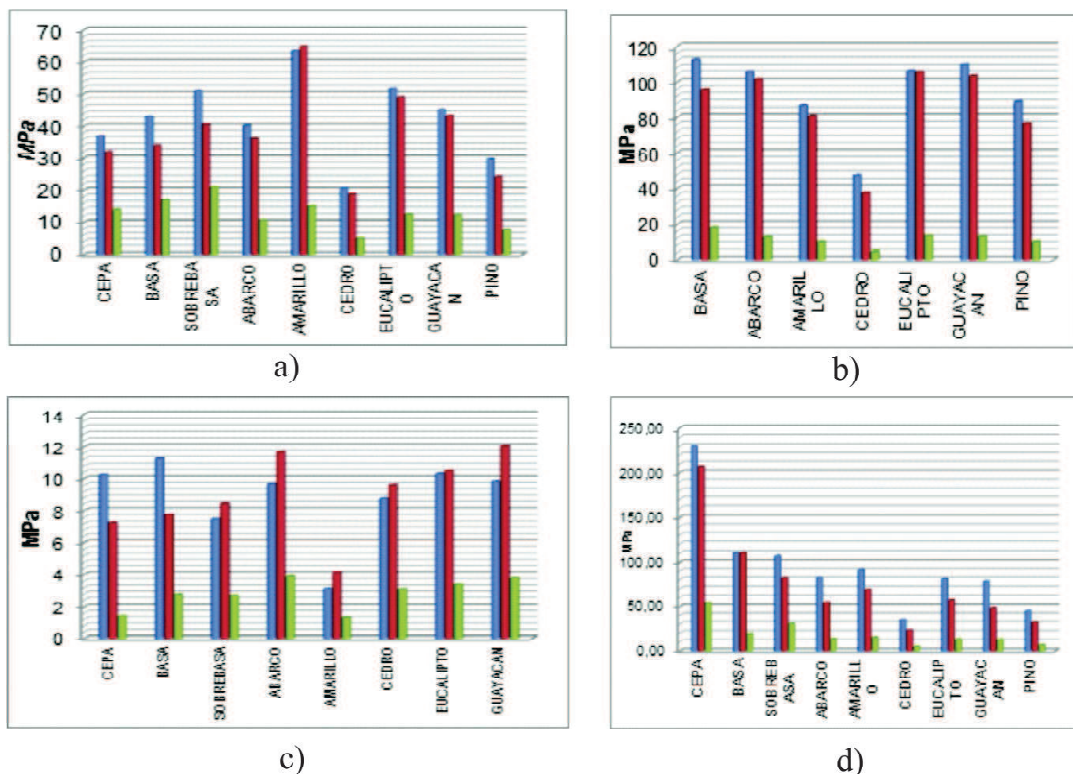 70
60
50
40
30
20
10
0
MPa
CEPA
BASA
SOBREBA
SA
ABARCO
AMARILLO
CEDRO
EUCALIPT
O
GUAYACA
N
PINO
a)
120
100
80
60
40
20
0
MPa
BASA
ABARCO
AMARIL
LO
CEDRO
EUCALI
PTO
GUAYAC
AN
PINO
b)
14
12
10
8
6
4
2
0
MPa
CEPA
BASA
SOBREBASA
ABARCO
AMARILLO
CEDRO
EUCALIPTO
GUAYACAN
c)
250,00
200,00
150,00
100,00
50,00
0,00
MPa
CEPA
BASA
SOBREB
ASA
ABARCO
AMARILL
O
CEDRO
EUCALIP
TO
GUAYAC
AN
PINO
d)